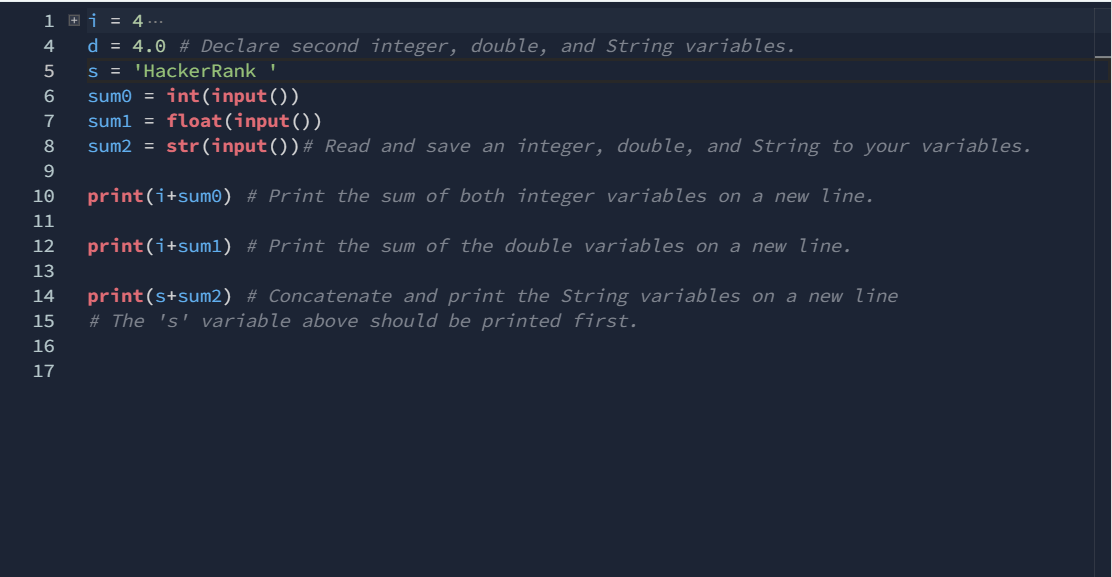 1 i = 4 ...
4 d = 4.0 # Declare second integer, double, and String variables.
5 s = 'HackerRank '
6 sum0 = int(input())
7 sum1 = float(input())
8 sum2 = str(input())# Read and save an integer, double, and String to your variables.
9
10 print(i+sum0) # Print the sum of both integer variables on a new line.
11
12 print(i+sum1) # Print the sum of the double variables on a new line.
13
14 print(s+sum2) # Concatenate and print the String variables on a new line
15 # The 's' variable above should be printed first.
16
17